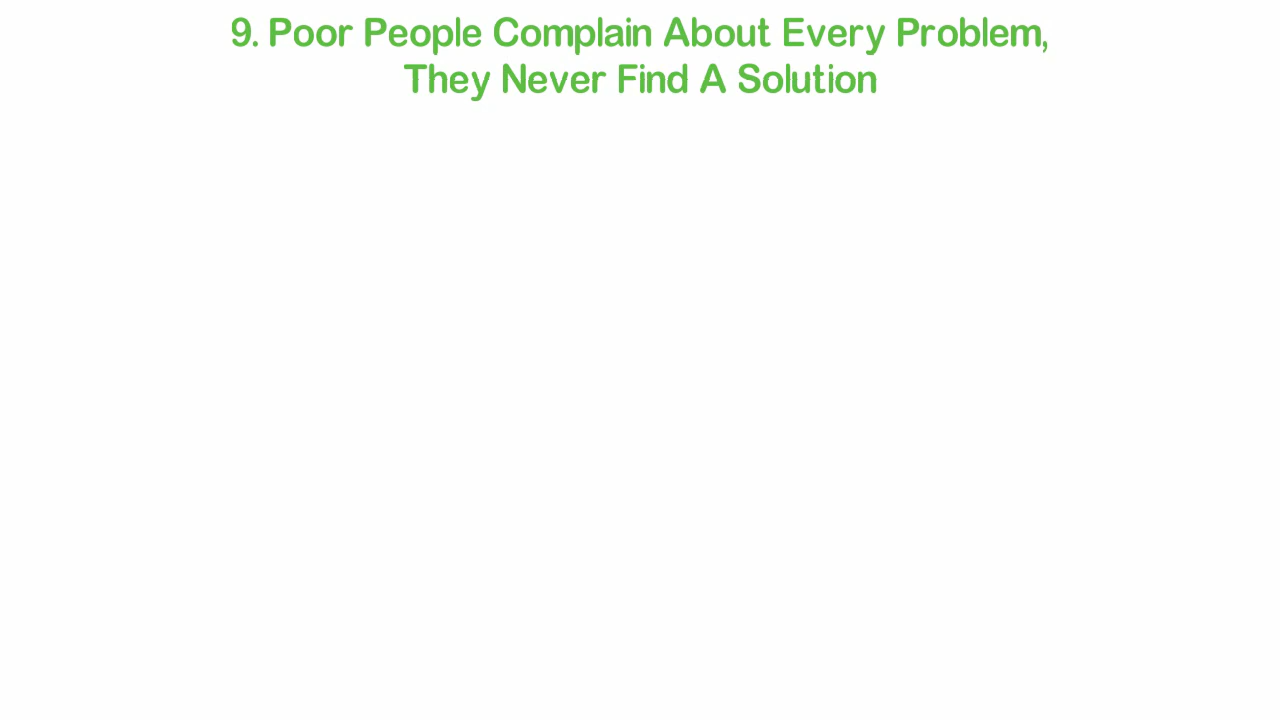 9. Poor People Complain About Every Problem,
They Never Find A Solution